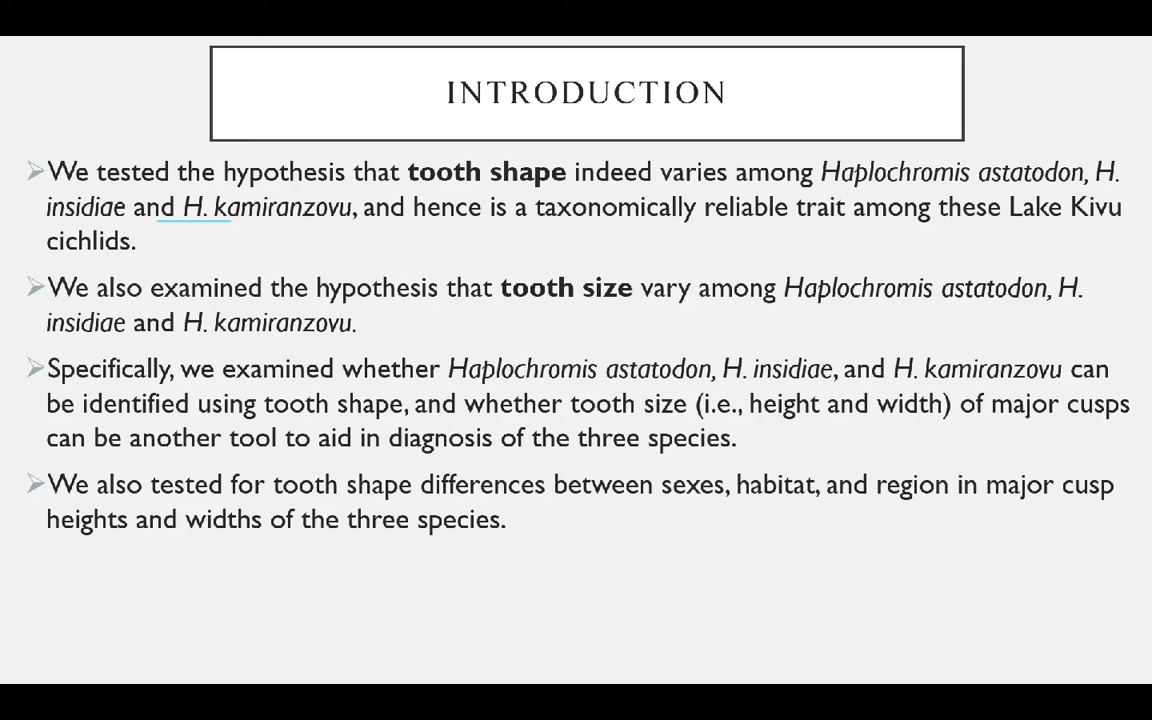 INTRODUCTION
We tested the hypothesis that tooth shape indeed varies among Haplochromis astatodon, H.
insidiae and H. kamiranzovu, and hence is a taxonomically reliable trait among these Lake Kivu
cichlids.
We also examined the hypothesis that tooth size vary among Haplochromis astatodon, H.
insidiae and H. kamiranzovu.
Specifically, we examined whether Haplochromis astatodon, H. insidiae, and H. kamiranzovu can
be identified using tooth shape, and whether tooth size (i.e., height and width) of major cusps
can be another tool to aid in diagnosis of the three species.
We also tested for tooth shape differences between sexes, habitat, and region in major cusp
heights and widths of the three species.